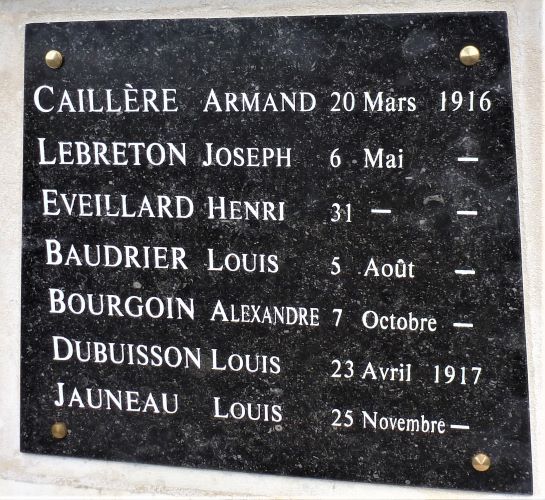 CAILLÈRE ARMAND 20 Mars 1916
LEBRETON JOSEPH 6 Mai —
EVEILLARD HENRI 31 — —
BAUDRIER LOUIS 5 Août —
BOURGOIN ALEXANDRE 7 Octobre —
DUBUISSON LOUIS 23 Avril 1917
JAUNEAU LOUIS 25 Novembre —